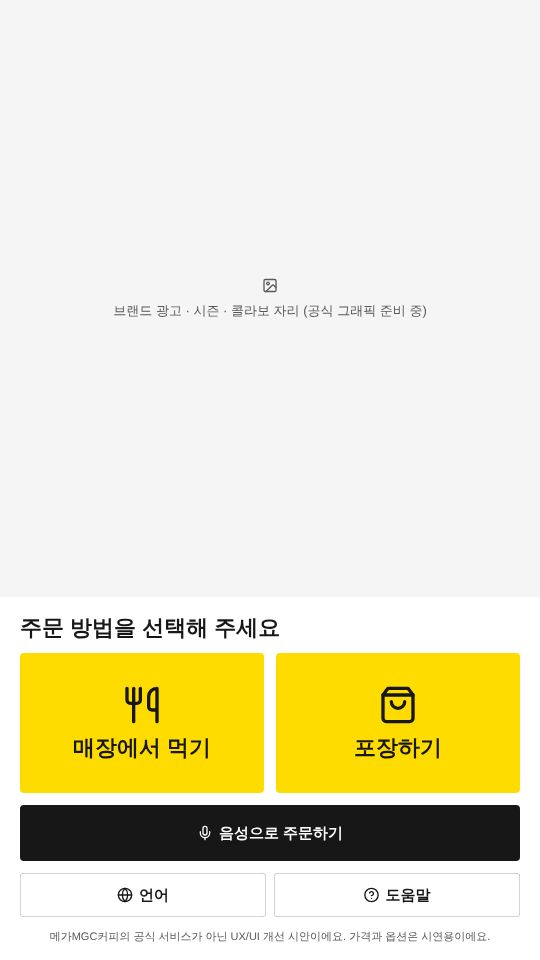 브랜드 광고 · 시즌 · 콜라보 자리 (공식 그래픽 준비 중)
주문 방법을 선택해 주세요
매장에서 먹기
포장하기
음성으로 주문하기
언어
도움말
메가MGC커피의 공식 서비스가 아닌 UX/UI 개선 시안이에요. 가격과 옵션은 시연용이에요.